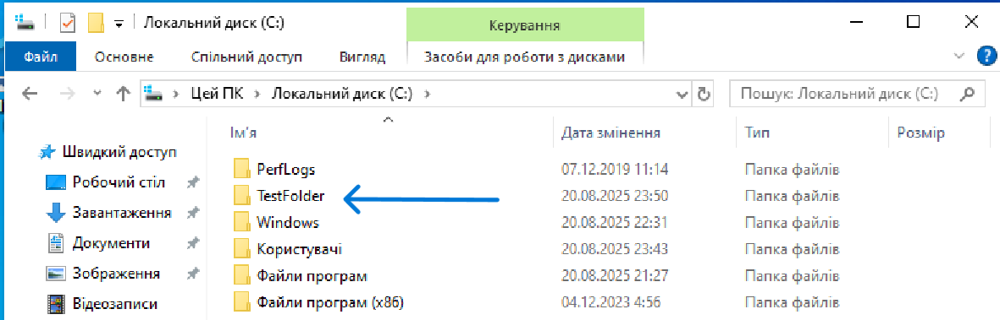 Локальний диск (C:)
Керування
Файл Основне Спільний доступ Вигляд Засоби для роботи з дисками ?
Цей ПК › Локальний диск (C:) › Пошук: Локальний диск (C:)
Ім'я Дата змінення Тип Розмір
Швидкий доступ
Робочий стіл
Завантаження
Документи
Зображення
Відеозаписи
PerfLogs 07.12.2019 11:14 Папка файлів
TestFolder 20.08.2025 23:50 Папка файлів
Windows 20.08.2025 22:31 Папка файлів
Користувачі 20.08.2025 23:43 Папка файлів
Файли програм 20.08.2025 21:27 Папка файлів
Файли програм (x86) 04.12.2023 4:56 Папка файлів